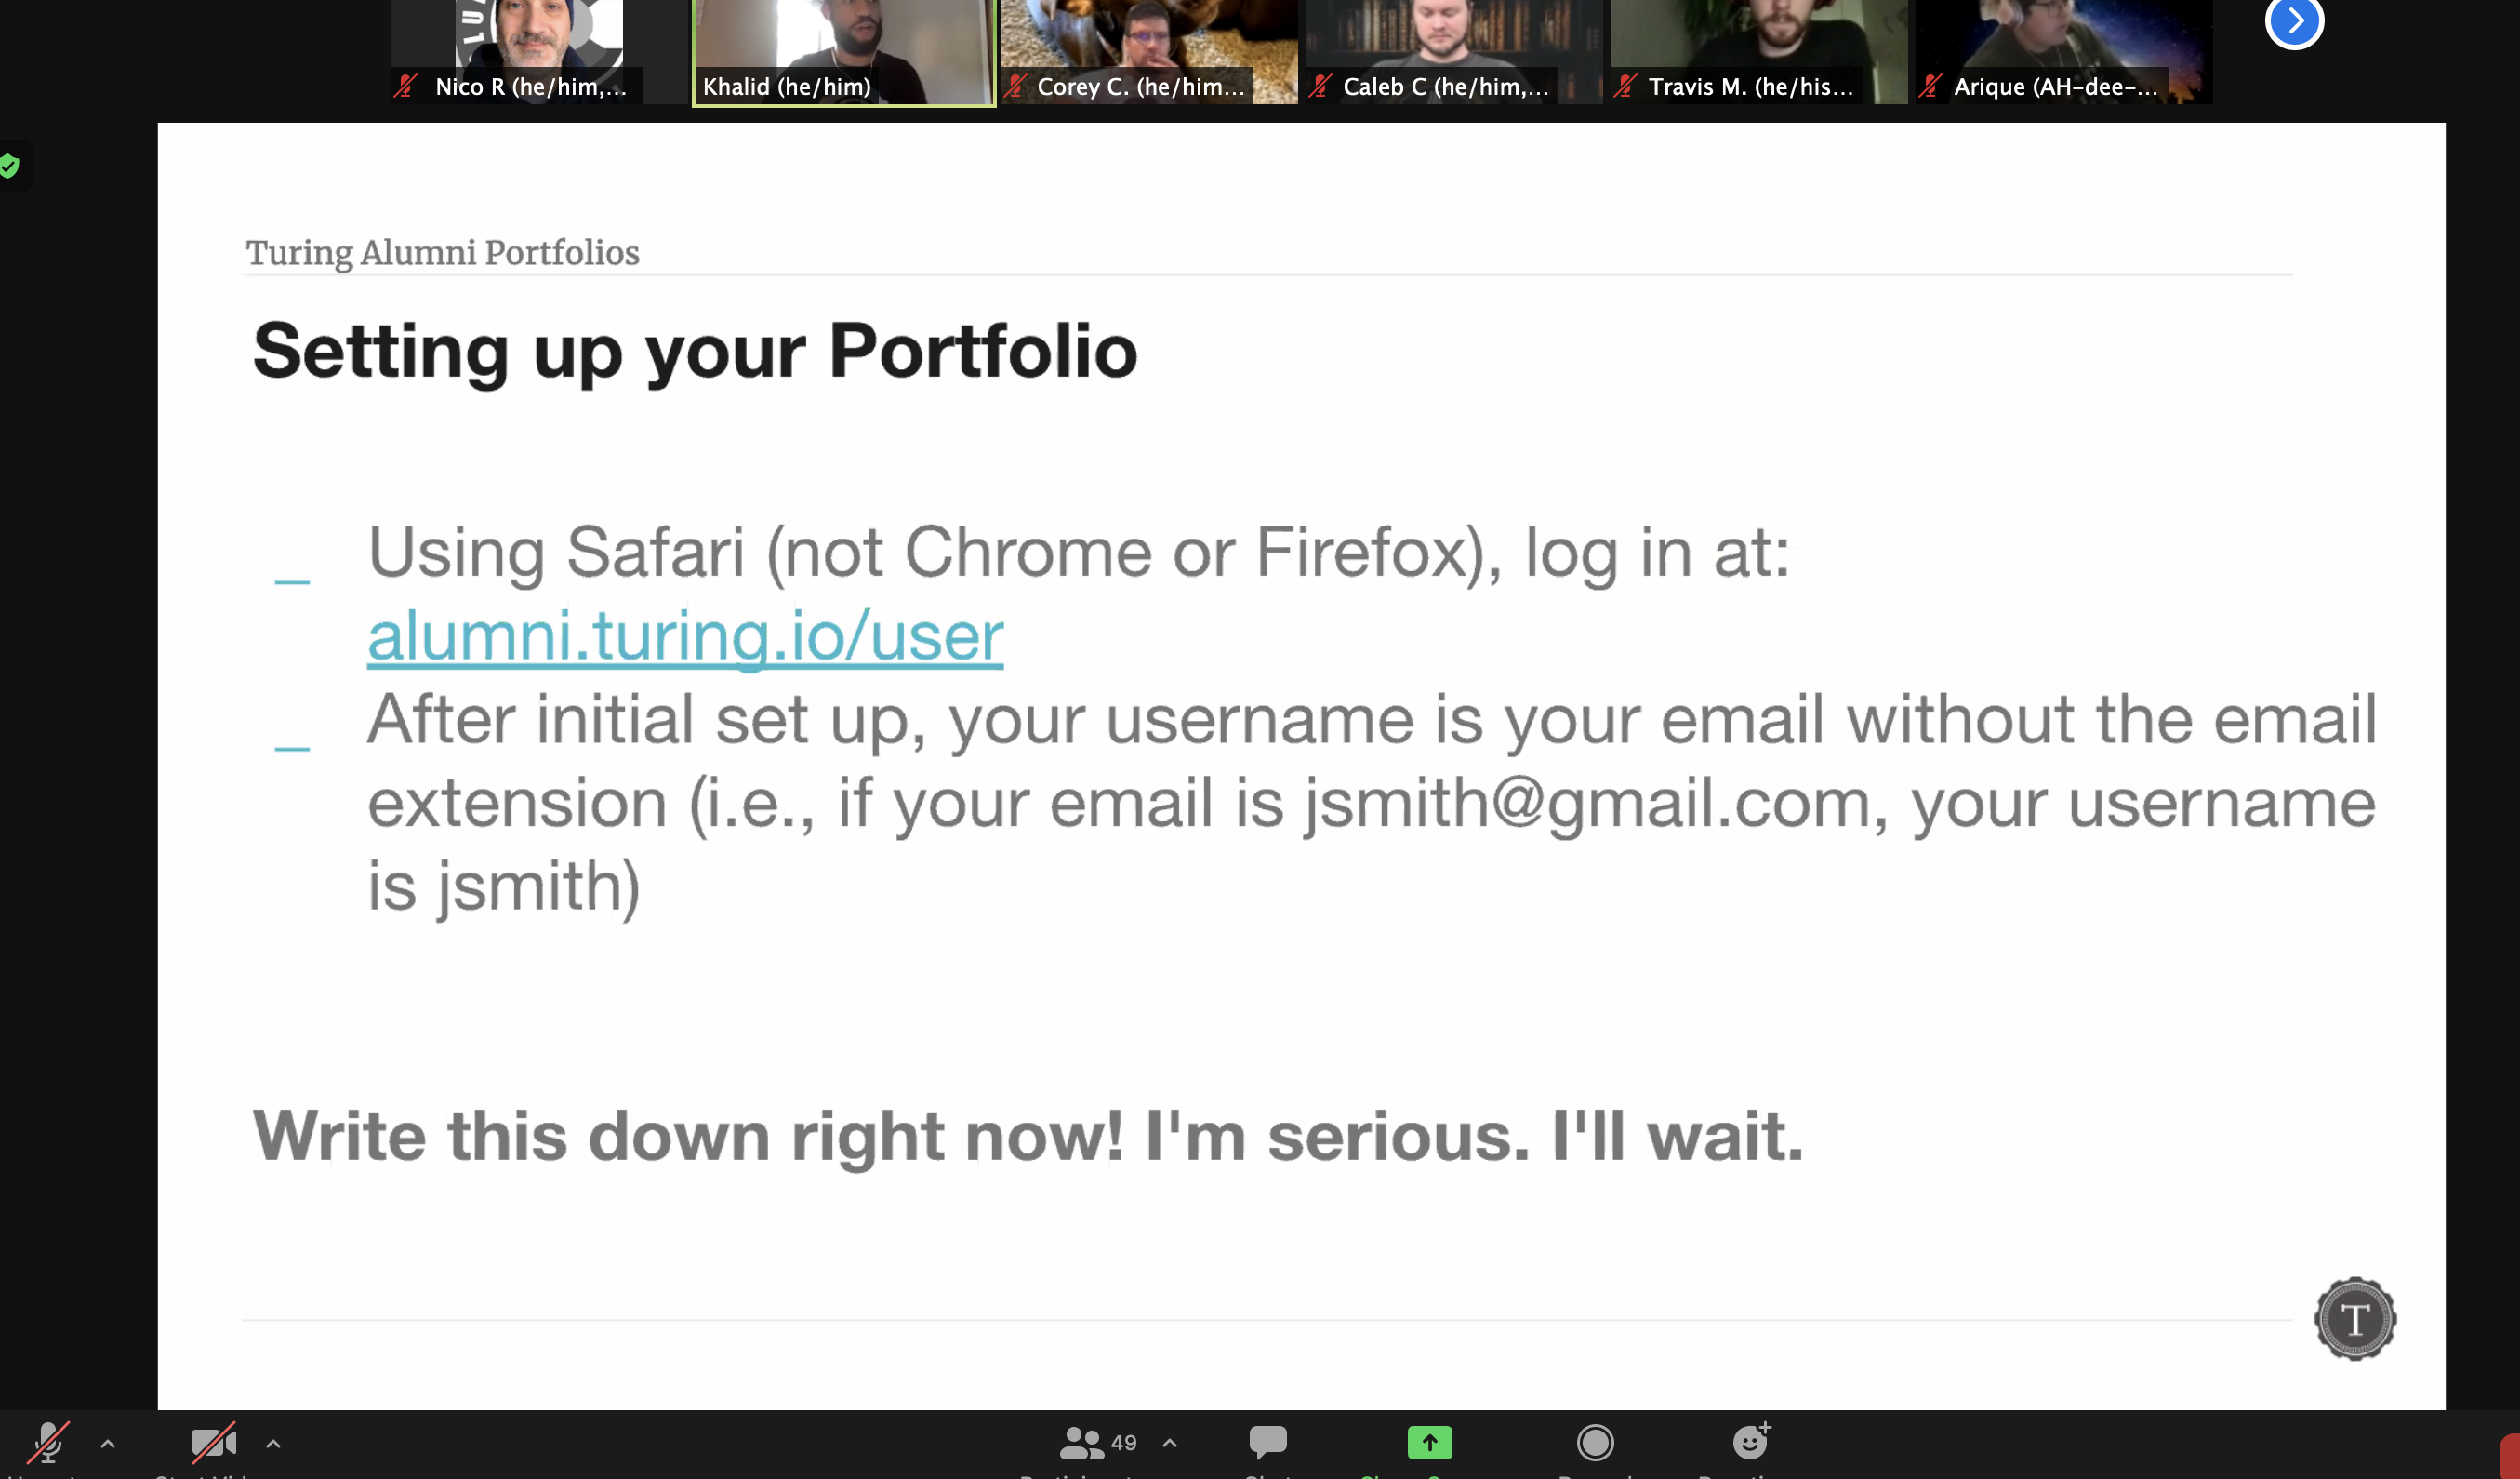 Nico R (he/him,...
Khalid (he/him)
Corey C. (he/him...
Caleb C (he/him,...
Travis M. (he/his...
Arique (AH-dee-...
Turing Alumni Portfolios
Setting up your Portfolio
_ Using Safari (not Chrome or Firefox), log in at:
alumni.turing.io/user
_ After initial set up, your username is your email without the email
extension (i.e., if your email is jsmith@gmail.com, your username
is jsmith)
Write this down right now! I'm serious. I'll wait.
T
49